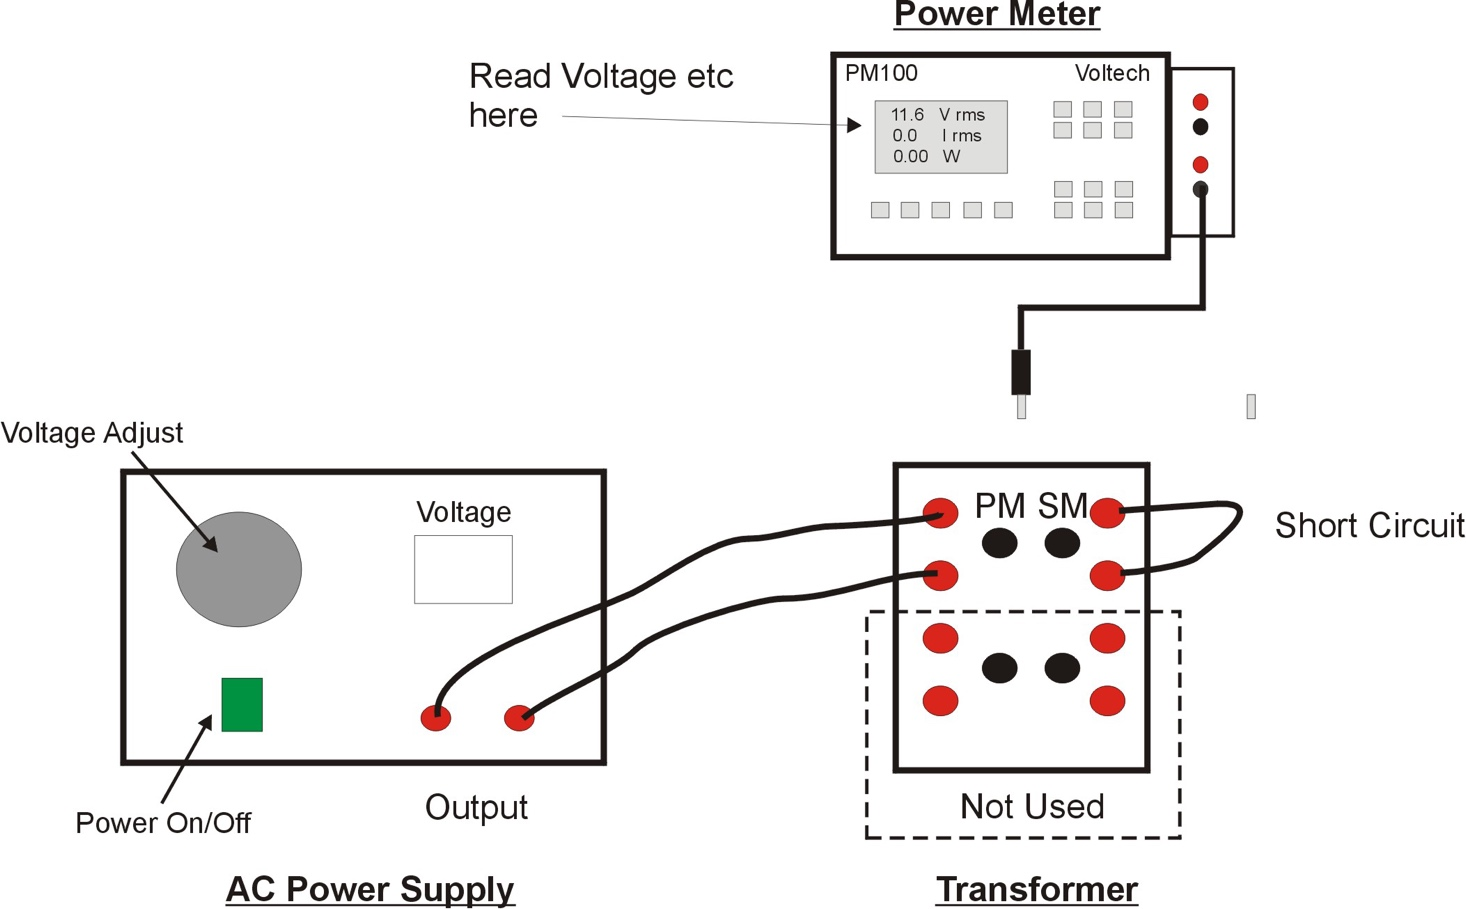 Power Meter
Read Voltage etc
here
PM100 Voltech
11.6 V rms
0.0 I rms
0.00 W
Voltage Adjust
Voltage
PM SM
Short Circuit
Output
Not Used
Power On/Off
AC Power Supply
Transformer